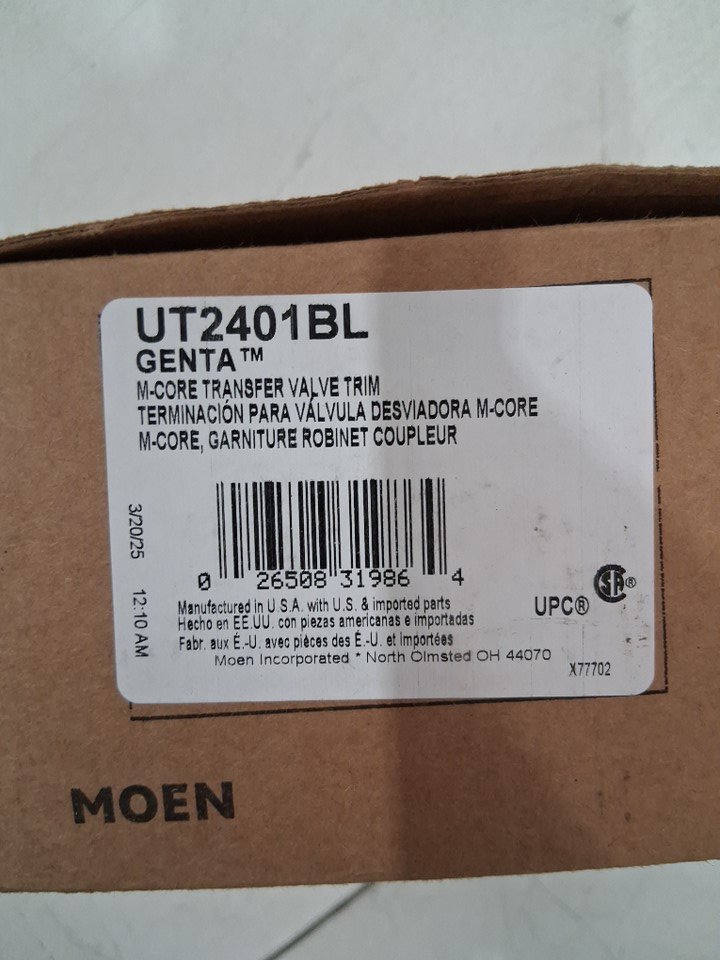 UT2401BL
GENTA™
M-CORE TRANSFER VALVE TRIM
TERMINACIÓN PARA VÁLVULA DESVIADORA M-CORE
M-CORE, GARNITURE ROBINET COUPLEUR
3/20/25 12:10 AM
0 26508 31986 4
Manufactured in U.S.A. with U.S. & imported parts
Hecho en EE.UU. con piezas americanas e importadas
Fabr. aux É.-U. avec pièces des É.-U. et importées
Moen Incorporated * North Olmsted OH 44070
UPC® SA®
X77702
MOEN